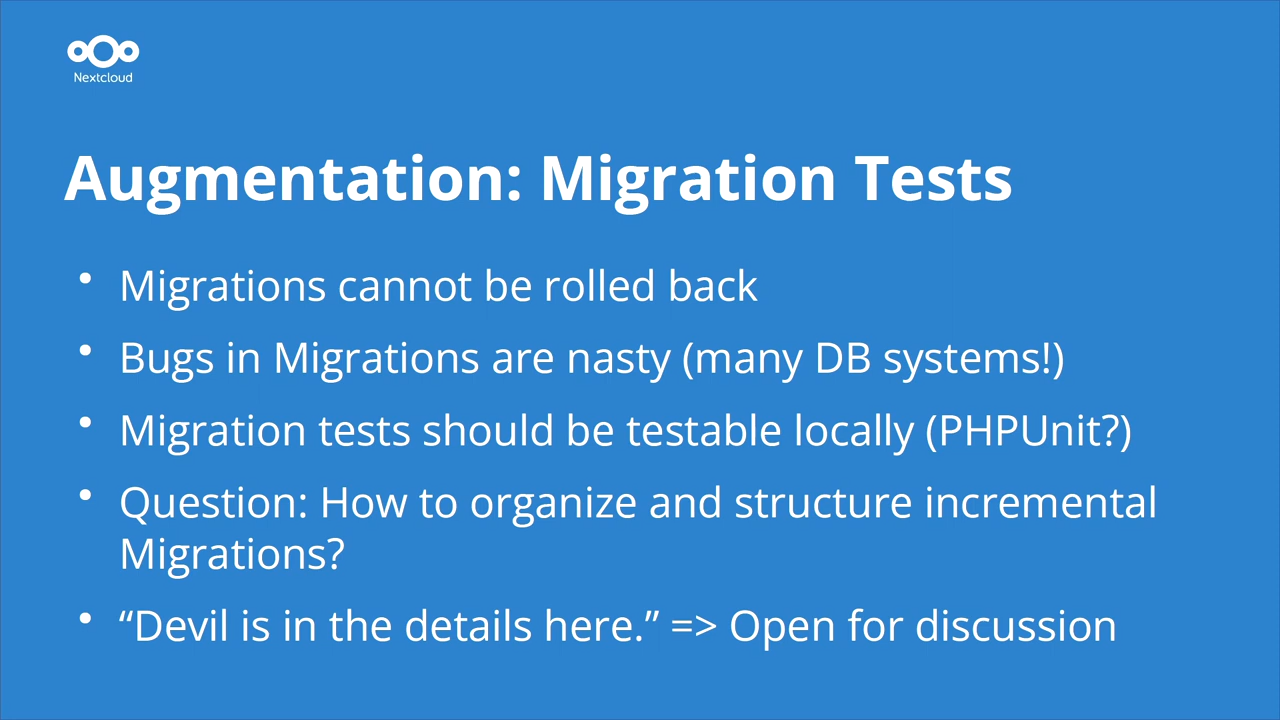 Nextcloud
Augmentation: Migration Tests
• Migrations cannot be rolled back
• Bugs in Migrations are nasty (many DB systems!)
• Migration tests should be testable locally (PHPUnit?)
• Question: How to organize and structure incremental
Migrations?
• “Devil is in the details here.” => Open for discussion